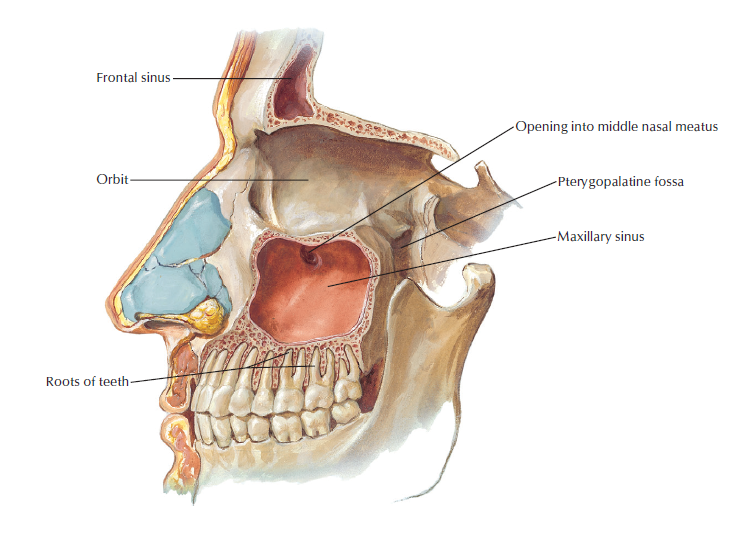 Frontal sinus
Opening into middle nasal meatus
Orbit
Pterygopalatine fossa
Maxillary sinus
Roots of teeth